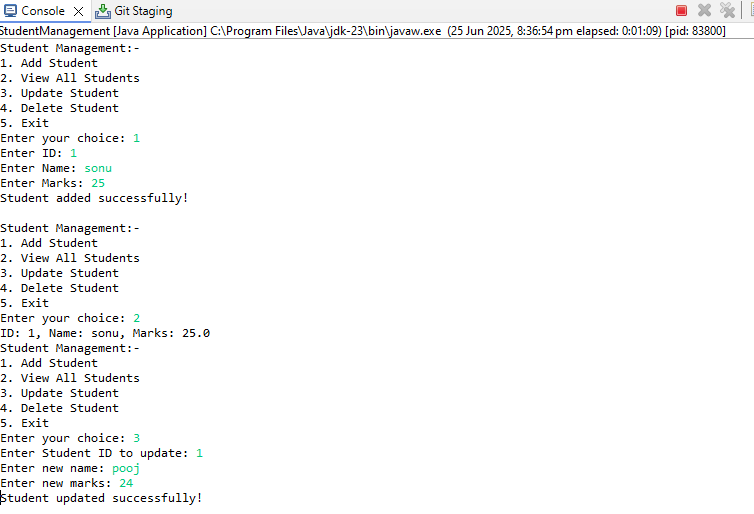 Console Git Staging
StudentManagement [Java Application] C:\Program Files\Java\jdk-23\bin\javaw.exe (25 Jun 2025, 8:36:54 pm elapsed: 0:01:09) [pid: 83800]
Student Management:-
1. Add Student
2. View All Students
3. Update Student
4. Delete Student
5. Exit
Enter your choice: 1
Enter ID: 1
Enter Name: sonu
Enter Marks: 25
Student added successfully!
Student Management:-
1. Add Student
2. View All Students
3. Update Student
4. Delete Student
5. Exit
Enter your choice: 2
ID: 1, Name: sonu, Marks: 25.0
Student Management:-
1. Add Student
2. View All Students
3. Update Student
4. Delete Student
5. Exit
Enter your choice: 3
Enter Student ID to update: 1
Enter new name: pooj
Enter new marks: 24
Student updated successfully!